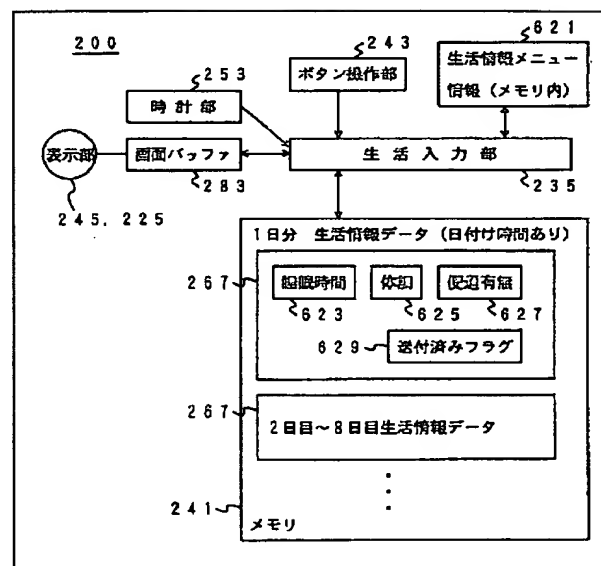 200
621
243
253
生活情報メニュー
情報（メモリ内）
ボタン操作部
時計部
表示部
画面バッファ
生活入力部
245, 225
283
235
1日分 生活情報データ（日付け時間あり）
267
睡眠時間
体調
便通有無
623
625
627
629
送付済みフラグ
267
2日目～8日目生活情報データ
241
メモリ